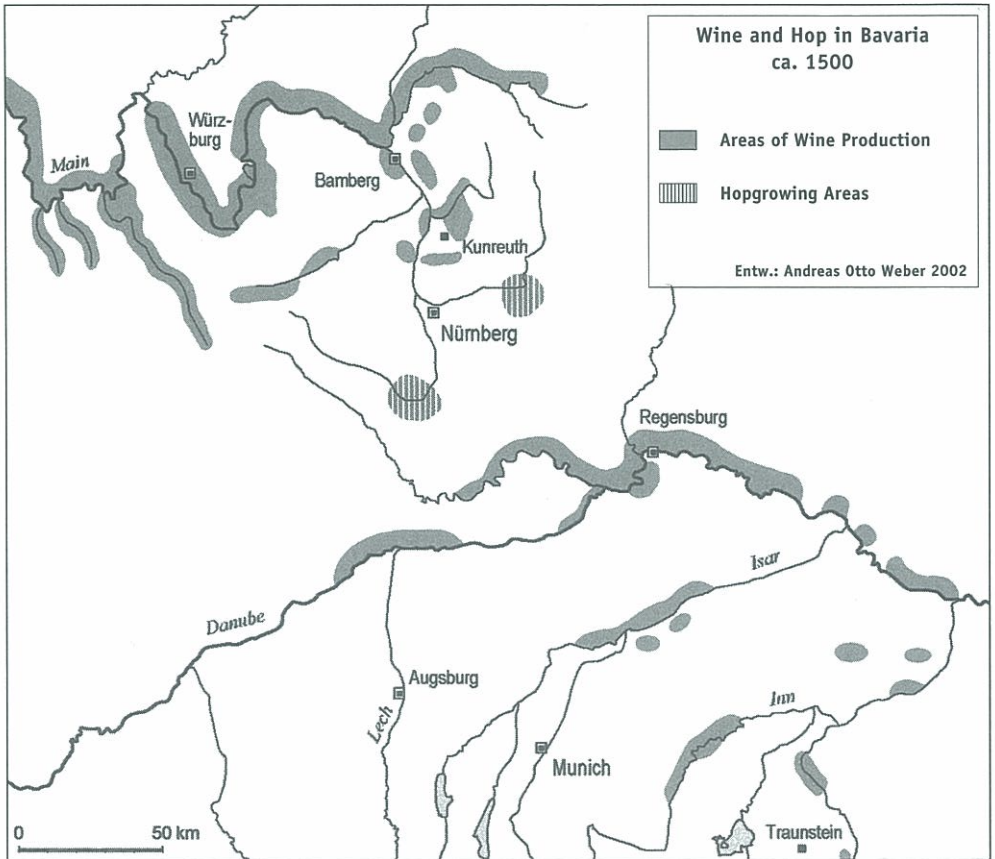 Wine and Hop in Bavaria
ca. 1500
Areas of Wine Production
Hopgrowing Areas
Entw.: Andreas Otto Weber 2002
Würz-
burg
Main
Bamberg
Kunreuth
Nürnberg
Regensburg
Isar
Danube
Augsburg
Lech
Inn
Munich
Traunstein
0 50 km